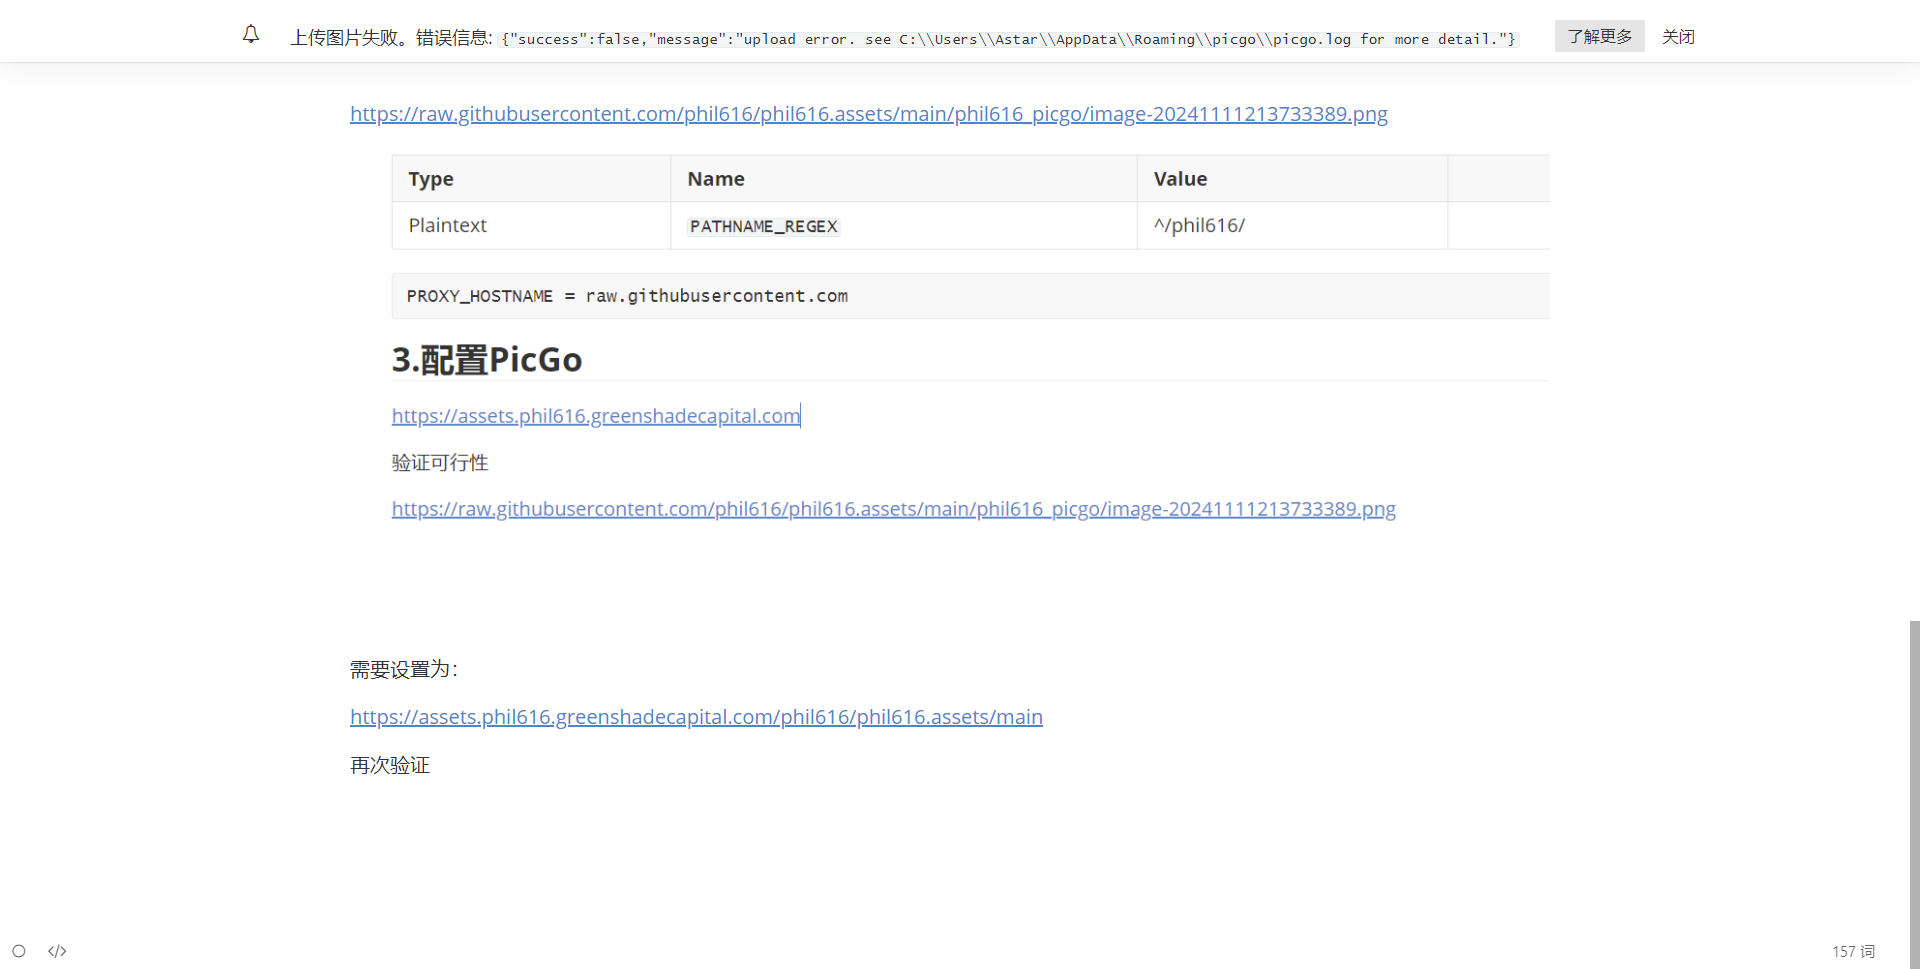 上传图片失败。错误信息: {"success":false,"message":"upload error. see C:\\Users\\Astar\\AppData\\Roaming\\picgo\\picgo.log for more detail."} 了解更多 关闭
https://raw.githubusercontent.com/phil616/phil616.assets/main/phil616_picgo/image-20241111213733389.png
Type Name Value
Plaintext PATHNAME_REGEX ^/phil616/
PROXY_HOSTNAME = raw.githubusercontent.com
3.配置PicGo
https://assets.phil616.greenshadecapital.com
验证可行性
https://raw.githubusercontent.com/phil616/phil616.assets/main/phil616_picgo/image-20241111213733389.png
需要设置为：
https://assets.phil616.greenshadecapital.com/phil616/phil616.assets/main
再次验证
</> 157 词